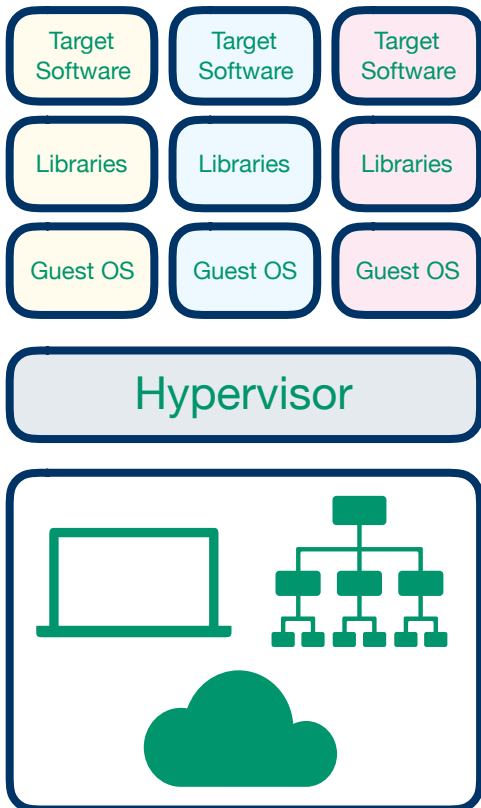 Target
Software
Target
Software
Target
Software
Libraries
Libraries
Libraries
Guest OS
Guest OS
Guest OS
Hypervisor